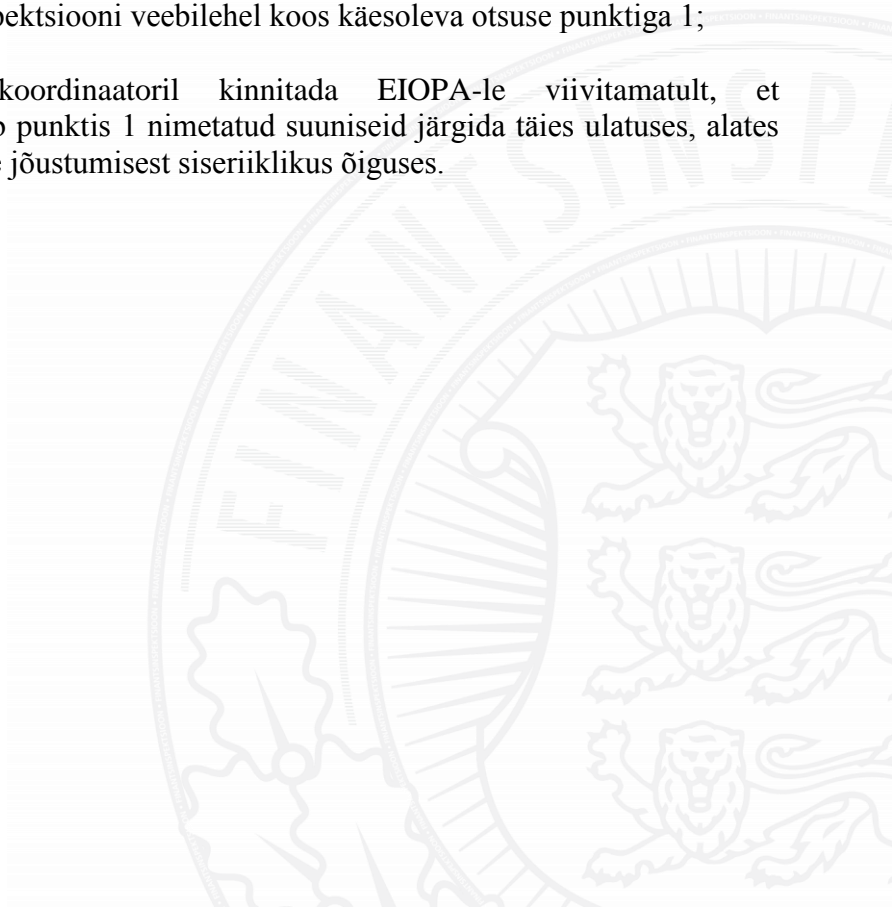 pektsiooni veebilehel koos käesoleva otsuse punktiga 1;
koordinaatoril kinnitada EIOPA-le viivitamatult, et
punktis 1 nimetatud suuniseid järgida täies ulatuses, alates
jõustumisest siseriiklikus õiguses.
FINANTSINSP